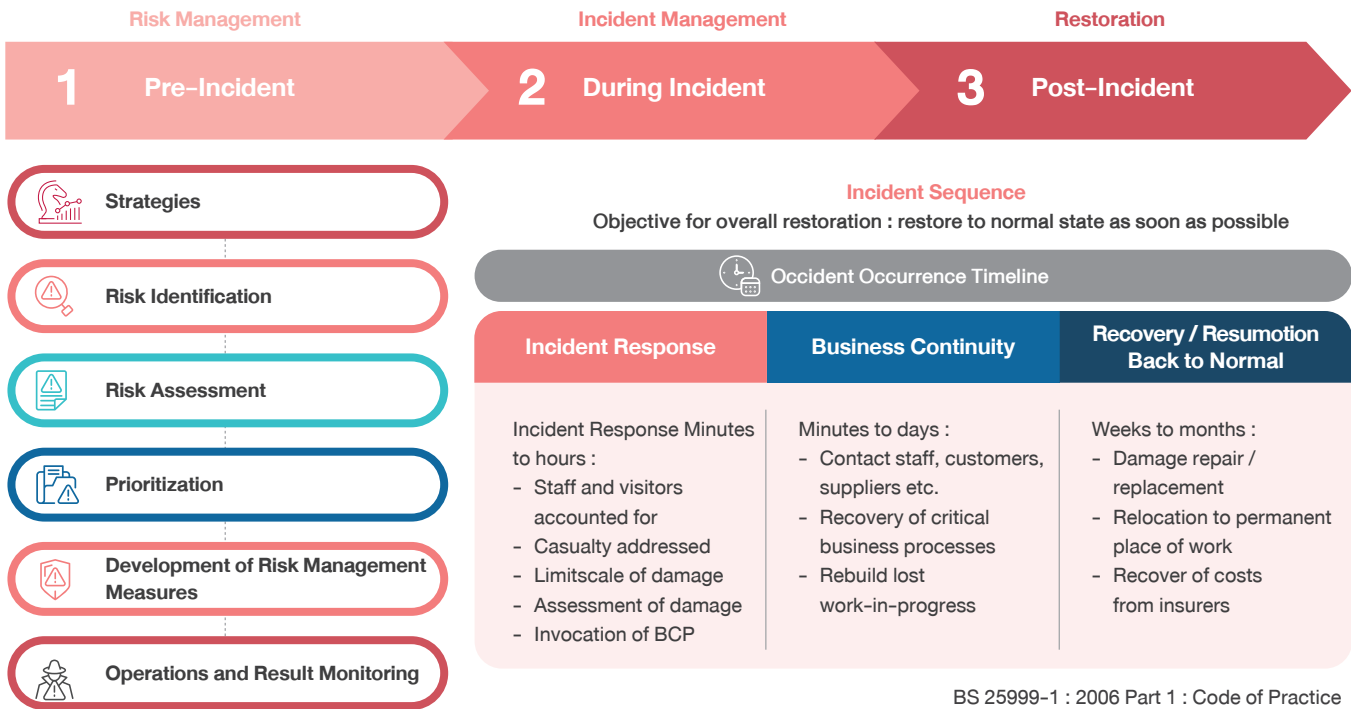 Risk Management
Incident Management
Restoration
1 Pre-Incident
2 During Incident
3 Post-Incident
Strategies
Risk Identification
Risk Assessment
Prioritization
Development of Risk Management
Measures
Operations and Result Monitoring
Incident Sequence
Objective for overall restoration : restore to normal state as soon as possible
Occident Occurrence Timeline
Incident Response
Incident Response Minutes
to hours :
- Staff and visitors
accounted for
- Casualty addressed
- Limitscale of damage
- Assessment of damage
- Invocation of BCP
Business Continuity
Minutes to days :
- Contact staff, customers,
suppliers etc.
- Recovery of critical
business processes
- Rebuild lost
work-in-progress
Recovery / Resumotion
Back to Normal
Weeks to months :
- Damage repair /
replacement
- Relocation to permanent
place of work
- Recover of costs
from insurers
BS 25999-1 : 2006 Part 1 : Code of Practice